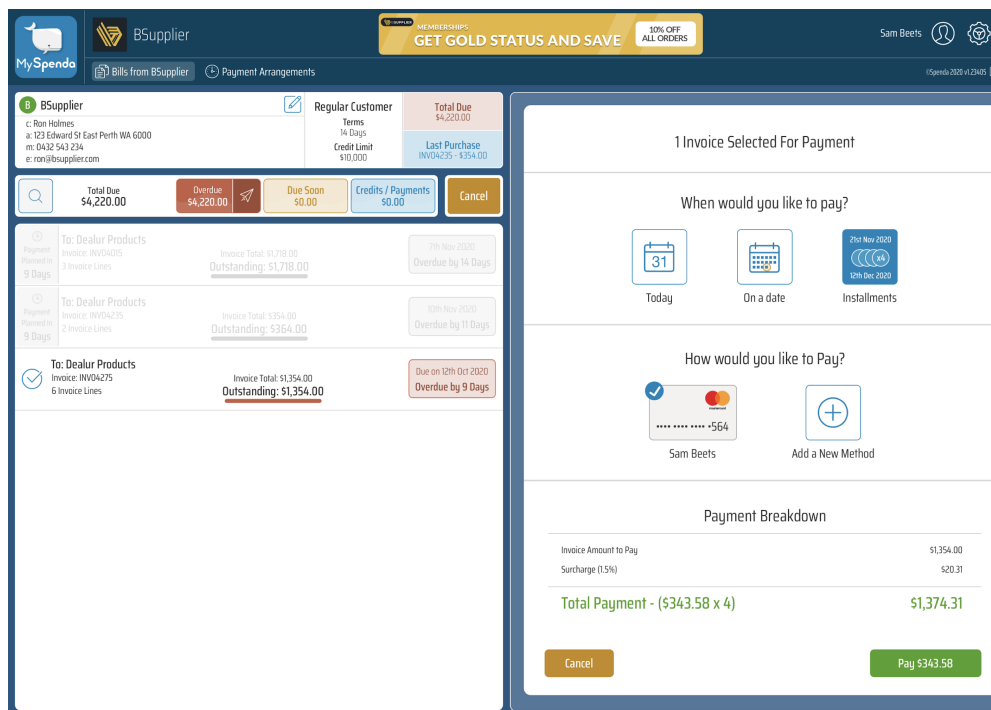 MySpenda
BSupplier
BSUPPLIER
MEMBERSHIPS
GET GOLD STATUS AND SAVE
10% OFF
ALL ORDERS
Sam Beets
Bills from BSupplier
Payment Arrangements
©Spenda 2020 v1.23405
B BSupplier
c: Ron Holmes
a: 123 Edward St East Perth WA 6000
m: 0432 543 234
e: ron@bsupplier.com
Regular Customer
Terms
14 Days
Credit Limit
$10,000
Total Due
$4,220.00
Last Purchase
INV04235 - $354.00
Total Due
$4,220.00
Overdue
$4,220.00
Due Soon
$0.00
Credits / Payments
$0.00
Cancel
Payment
Planned in
9 Days
To: Dealur Products
Invoice: INV04015
3 Invoice Lines
Invoice Total: $1,718.00
Outstanding: $1,718.00
7th Nov 2020
Overdue by 14 Days
Payment
Planned in
9 Days
To: Dealur Products
Invoice: INV04235
2 Invoice Lines
Invoice Total: $354.00
Outstanding: $364.00
10th Nov 2020
Overdue by 11 Days
To: Dealur Products
Invoice: INV04275
6 Invoice Lines
Invoice Total: $1,354.00
Outstanding: $1,354.00
Due on 12th Oct 2020
Overdue by 9 Days
1 Invoice Selected For Payment
When would you like to pay?
31
21st Nov 2020
x4
12th Dec 2020
Today
On a date
Installments
How would you like to Pay?
mastercard
•••• •••• •••• •564
Sam Beets
Add a New Method
Payment Breakdown
Invoice Amount to Pay
$1,354.00
Surcharge (1.5%)
$20.31
Total Payment - ($343.58 x 4)
$1,374.31
Cancel
Pay $343.58